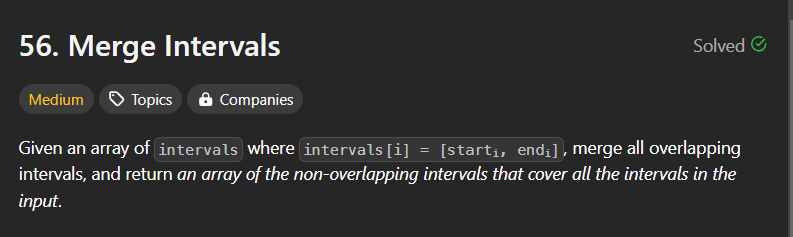 56. Merge Intervals
Solved
Medium Topics Companies
Given an array of intervals where intervals[i] = [starti, endi], merge all overlapping
intervals, and return an array of the non-overlapping intervals that cover all the intervals in the
input.